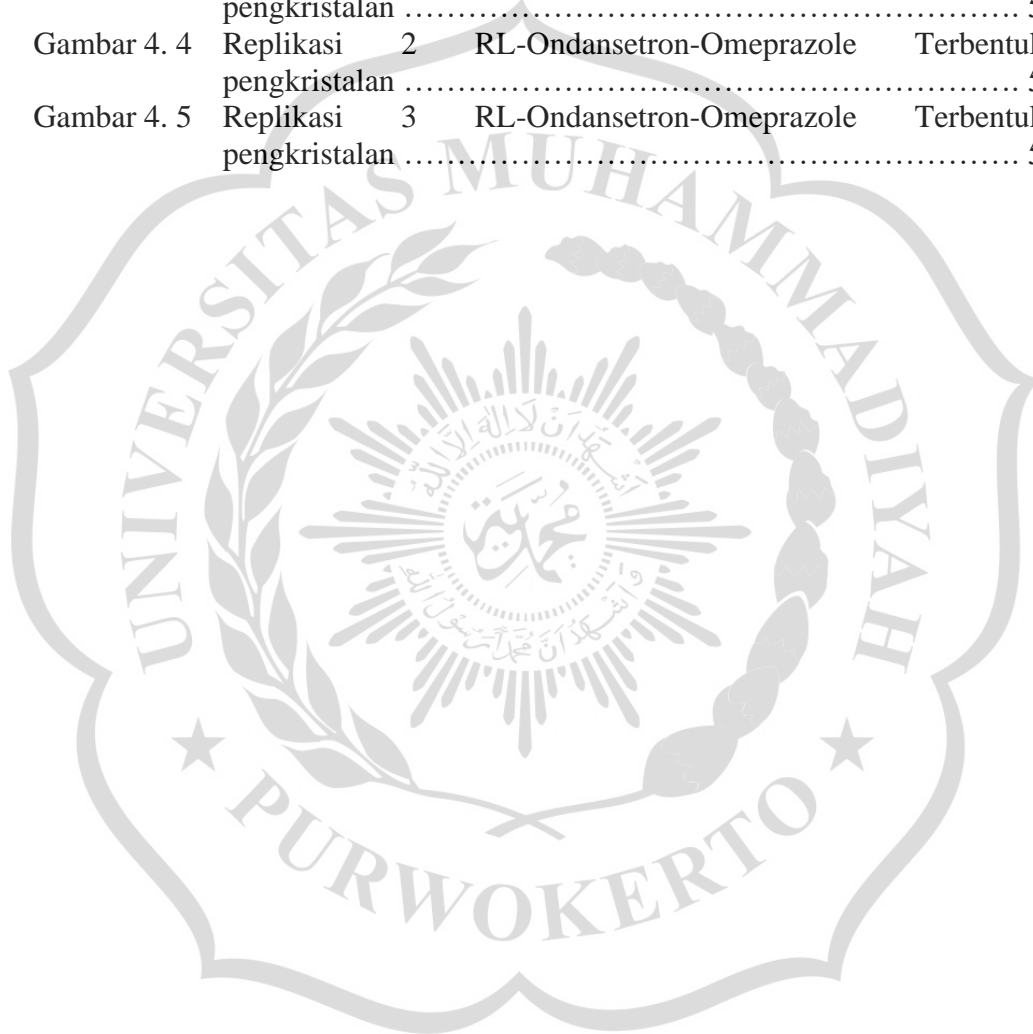 pengkristalan ……………………………………………………
Gambar 4. 4 Replikasi 2 RL-Ondansetron-Omeprazole
pengkristalan ……………………………………………………
Gambar 4. 5 Replikasi 3 RL-Ondansetron-Omeprazole
pengkristalan ……………………………………………………
UNIVERSITAS MUHAMMADIYAH
PURWOKERTO